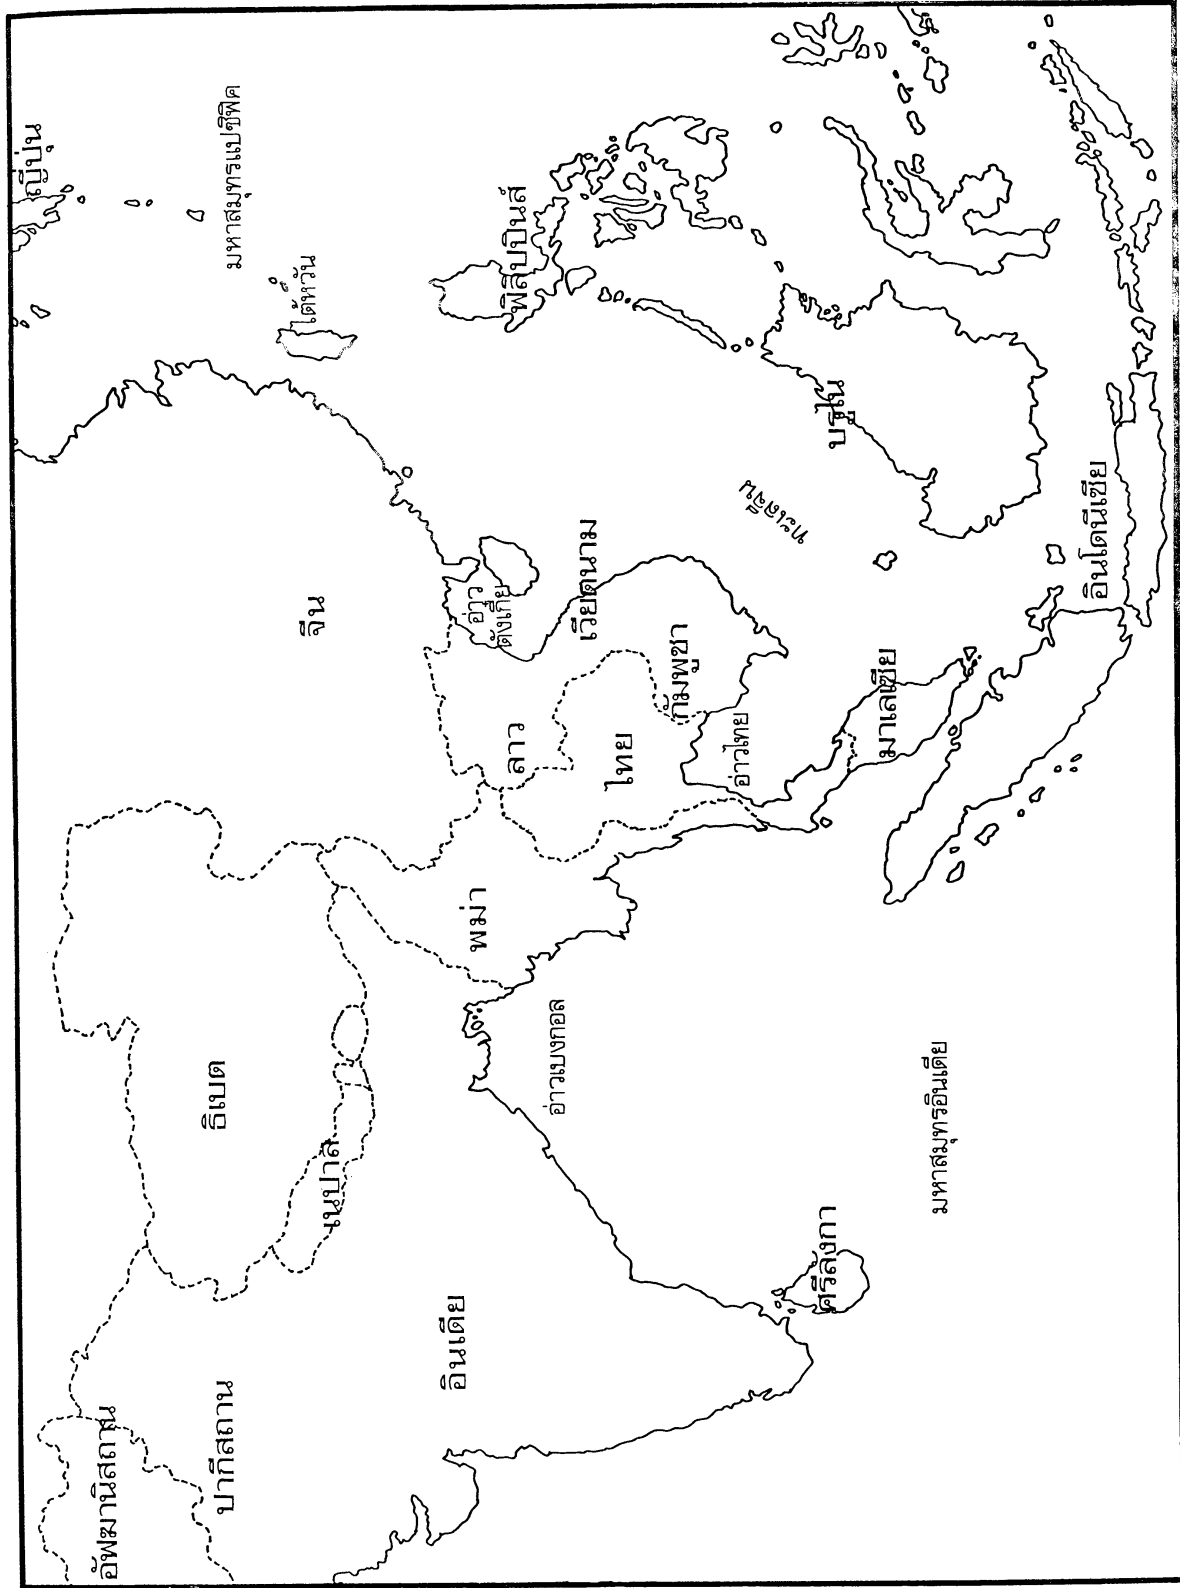 อัฟฆานิสถาน
ปากีสถาน
อินเดีย
ศรีลังกา
เนปาล
ธิเบต
มหาสมุทรอินเดีย
อ่าวเบงกอล
พม่า
จีน
ลาว
ไทย
อ่าวไทย
กัมพูชา
มาเลเซีย
อ่าว
ตังเกี๋ย
เวียดนาม
อินโดนีเซีย
ทะเลจีน
บรูไน
ฟิลิปปินส์
ไต้หวัน
มหาสมุทรแปซิฟิค
ญี่ปุ่น